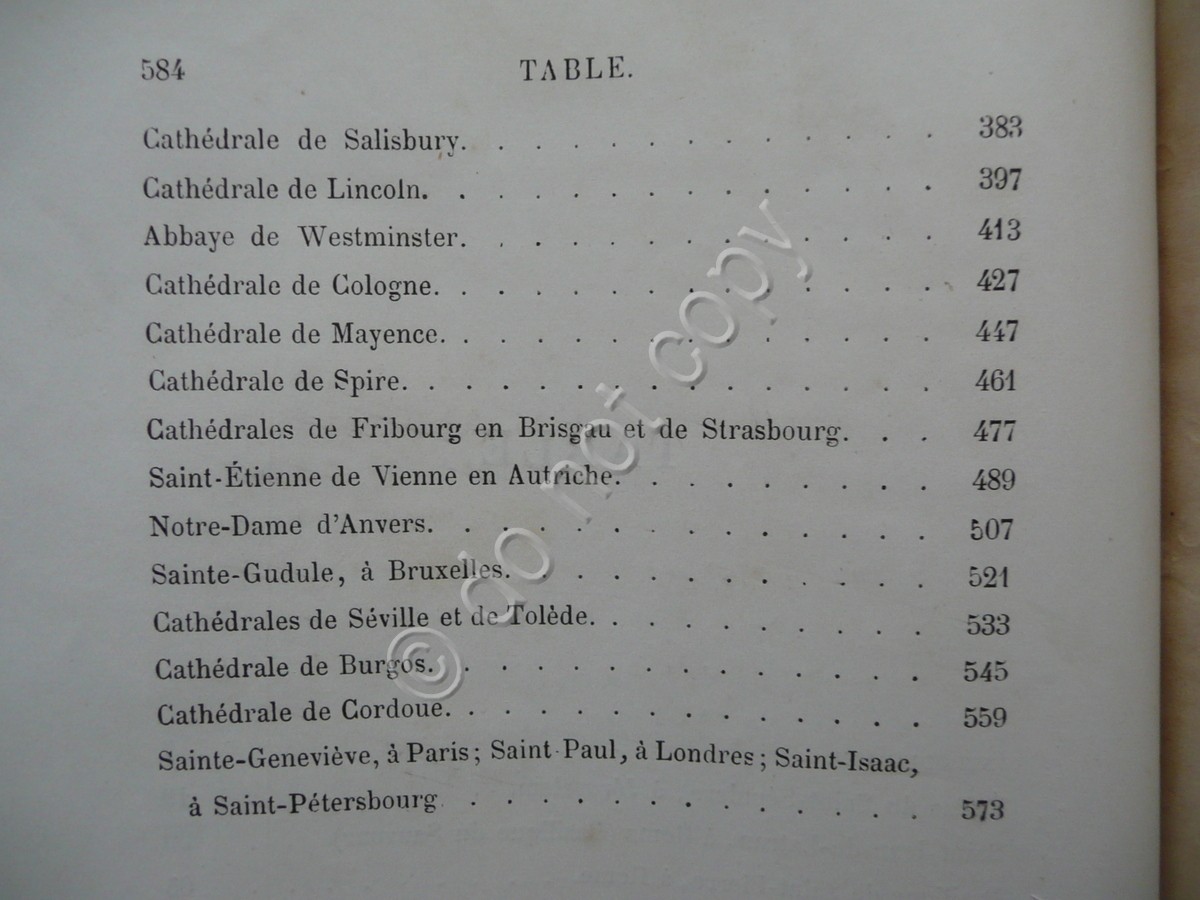 584 TABLE.
Cathédrale de Salisbury. . . . . . . . . . . . . 383
Cathédrale de Lincoln. . . . . . . . . . . . . . 397
Abbaye de Westminster. . . . . . . . . . . . . 413
Cathédrale de Cologne. . . . . . . . . . . . . . 427
Cathédrale de Mayence. . . . . . . . . . . . . . 447
Cathédrale de Spire. . . . . . . . . . . . . . . 461
Cathédrales de Fribourg en Brisgau et de Strasbourg. . . 477
Saint-Étienne de Vienne en Autriche. . . . . . . . . 489
Notre-Dame d'Anvers. . . . . . . . . . . . . . 507
Sainte-Gudule, à Bruxelles. . . . . . . . . . . . 521
Cathédrales de Séville et de Tolède. . . . . . . . . . 533
Cathédrale de Burgos. . . . . . . . . . . . . . 545
Cathédrale de Cordoue. . . . . . . . . . . . . . 559
Sainte-Geneviève, à Paris; Saint-Paul, à Londres; Saint-Isaac,
à Saint-Pétersbourg . . . . . . . . . . . . . 573
© do not copy